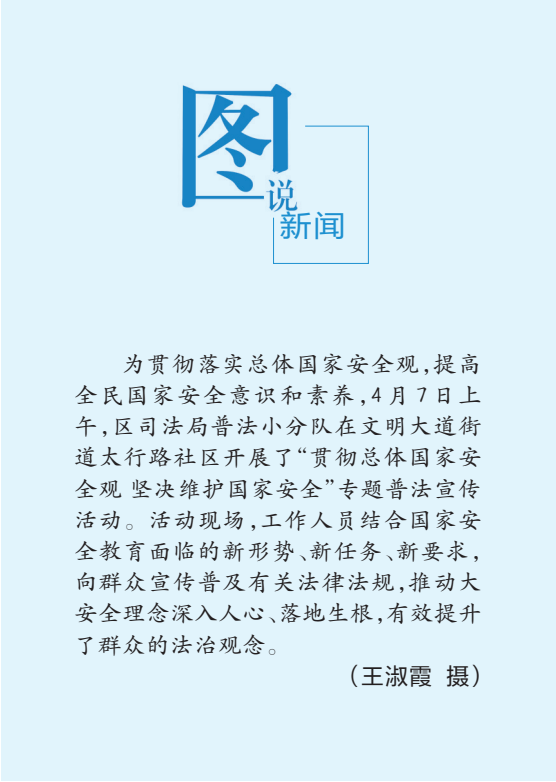 图说
新闻
为贯彻落实总体国家安全观,提高
全民国家安全意识和素养,4月7日上
午,区司法局普法小分队在文明大道街
道太行路社区开展了“贯彻总体国家安
全观 坚决维护国家安全”专题普法宣传
活动。活动现场,工作人员结合国家安
全教育面临的新形势、新任务、新要求,
向群众宣传普及有关法律法规,推动大
安全理念深入人心、落地生根,有效提升
了群众的法治观念。
(王淑霞 摄)